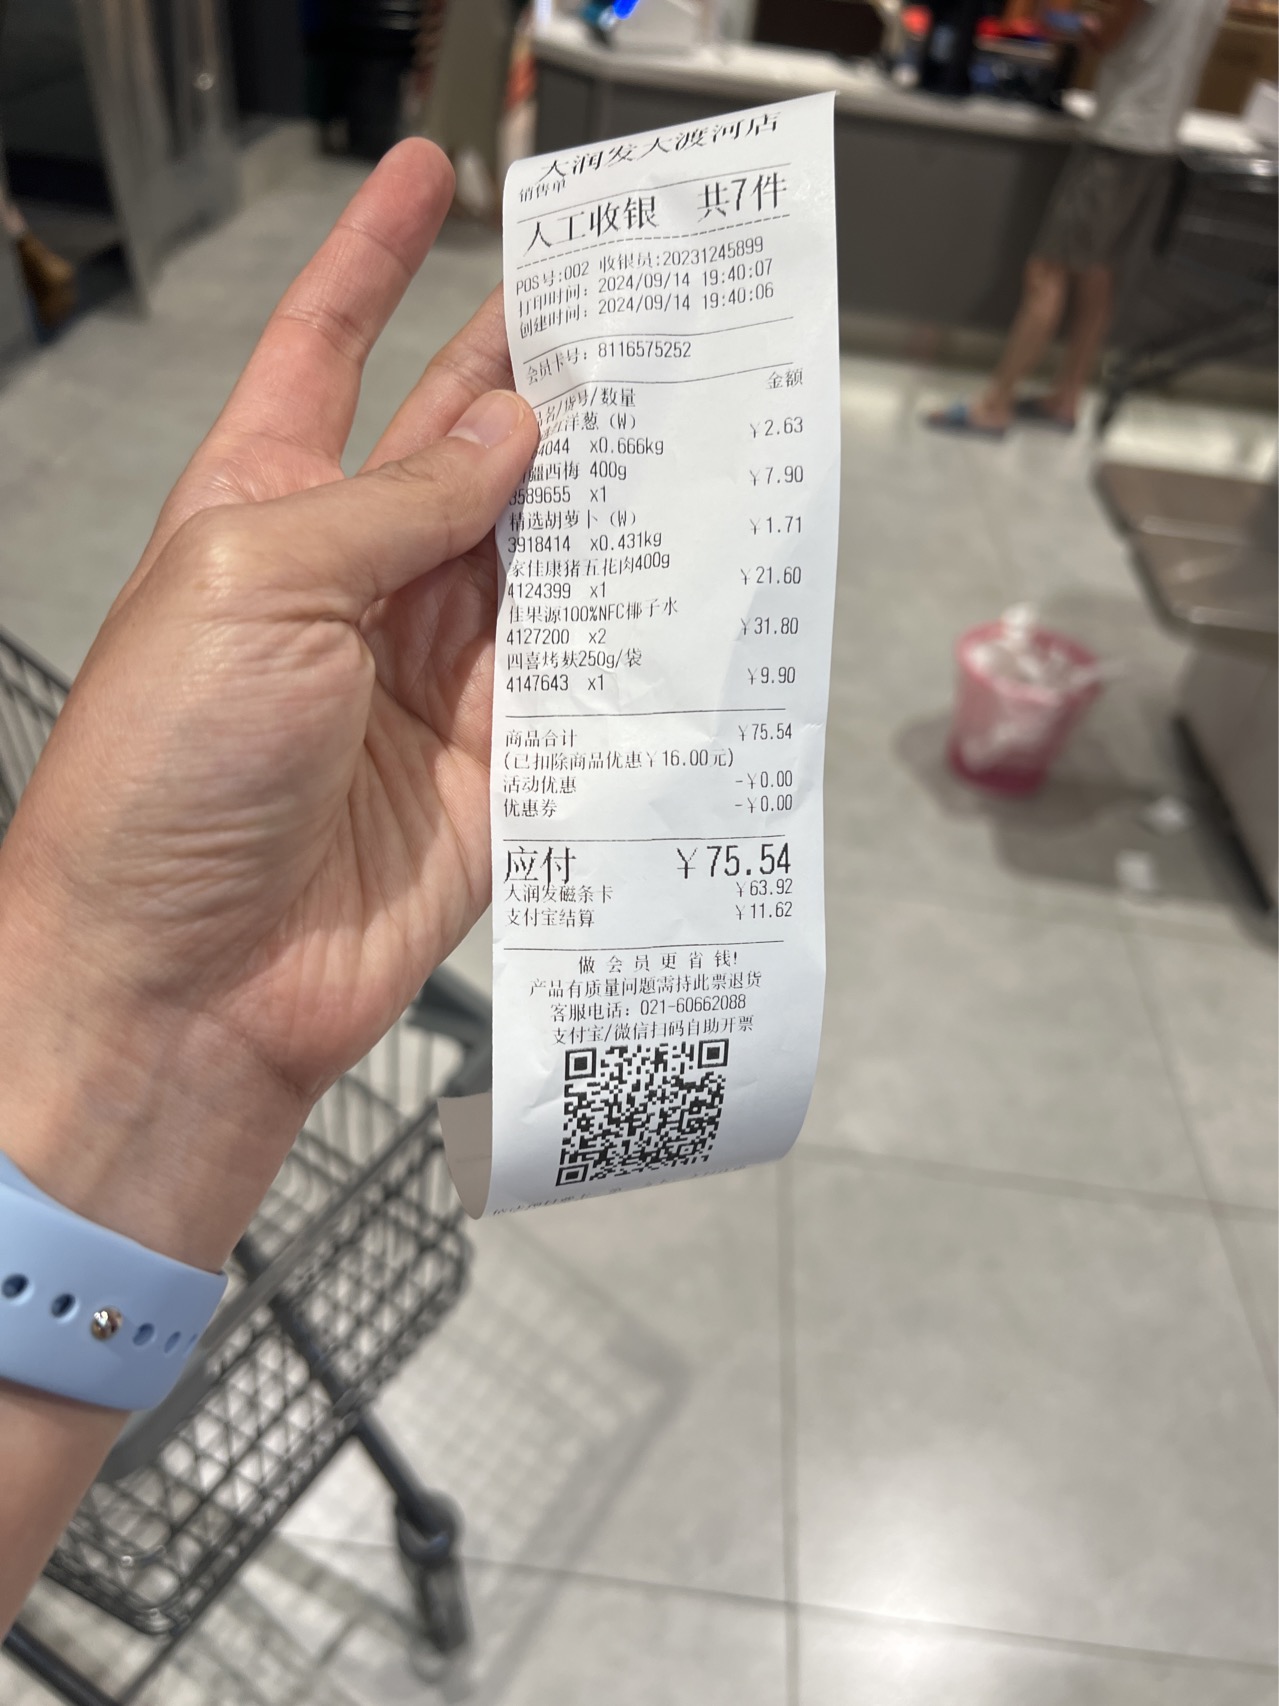 大润发大渡河店
销售单
人工收银 共7件
POS号:002 收银员:20231245899
打印时间: 2024/09/14 19:40:07
创建时间: 2024/09/14 19:40:06
会员卡号: 8116575252
名/货号/数量 金额
洋葱 (W) ¥2.63
4044 x0.666kg
疆西梅 400g ¥7.90
3589655 x1
精选胡萝卜 (W) ¥1.71
3918414 x0.431kg
家佳康猪五花肉400g ¥21.60
4124399 x1
佳果源100%NFC椰子水 ¥31.80
4127200 x2
四喜烤麸250g/袋 ¥9.90
4147643 x1
商品合计 ¥75.54
(已扣除商品优惠¥16.00元)
活动优惠 -¥0.00
优惠券 -¥0.00
应付 ¥75.54
大润发磁条卡 ¥63.92
支付宝结算 ¥11.62
做会员更省钱!
产品有质量问题需持此票退货
客服电话: 021-60662088
支付宝/微信扫码自助开票